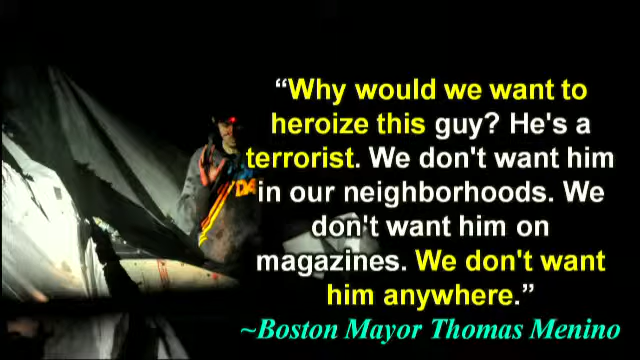 “Why would we want to
heroize this guy? He's a
terrorist. We don't want him
in our neighborhoods. We
don't want him on
magazines. We don't want
him anywhere.”
~Boston Mayor Thomas Menino